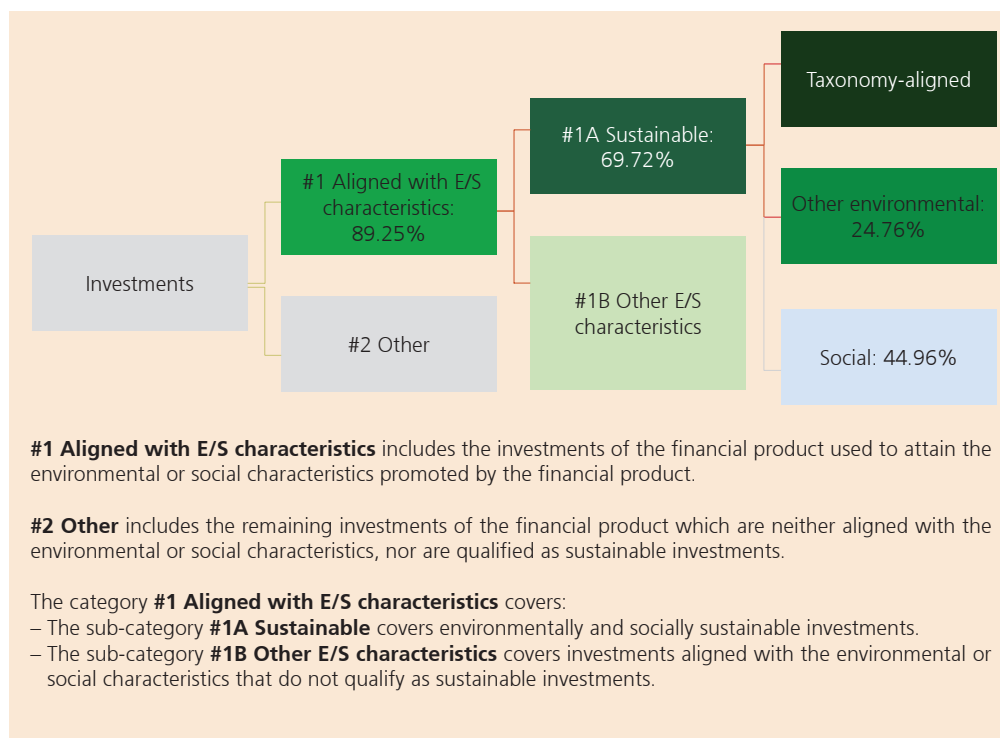 Taxonomy-aligned
#1A Sustainable:
69.72%
#1 Aligned with E/S
characteristics:
89.25%
Other environmental:
24.76%
Investments
#1B Other E/S
characteristics
#2 Other
Social: 44.96%
#1 Aligned with E/S characteristics includes the investments of the financial product used to attain the
environmental or social characteristics promoted by the financial product.
#2 Other includes the remaining investments of the financial product which are neither aligned with the
environmental or social characteristics, nor are qualified as sustainable investments.
The category #1 Aligned with E/S characteristics covers:
– The sub-category #1A Sustainable covers environmentally and socially sustainable investments.
– The sub-category #1B Other E/S characteristics covers investments aligned with the environmental or
social characteristics that do not qualify as sustainable investments.